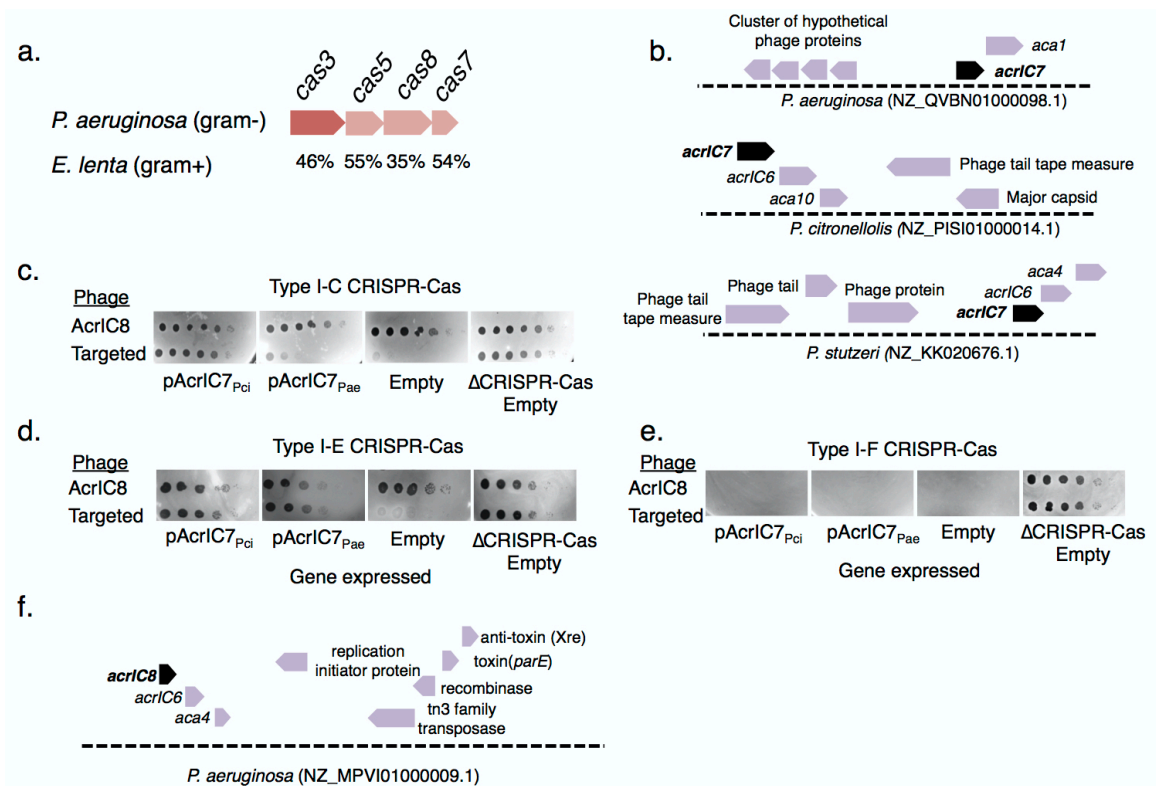 a.
cas3 cas5 cas8 cas7
P. aeruginosa (gram-)
E. lenta (gram+) 46% 55% 35% 54%
b.
Cluster of hypothetical
phage proteins
aca1
acrIC7
P. aeruginosa (NZ_QVBN01000098.1)
acrIC7
acrIC6
aca10
Phage tail tape measure
Major capsid
P. citronellolis (NZ_PISI01000014.1)
aca4
Phage tail
acrIC6
Phage protein
Phage tail
tape measure
acrIC7
P. stutzeri (NZ_KK020676.1)
c.
Type I-C CRISPR-Cas
Phage
AcrIC8
Targeted
pAcrIC7Pci pAcrIC7Pae Empty ΔCRISPR-Cas
Empty
d.
Type I-E CRISPR-Cas
Phage
AcrIC8
Targeted
pAcrIC7Pci pAcrIC7Pae Empty ΔCRISPR-Cas
Empty
Gene expressed
e.
Type I-F CRISPR-Cas
Phage
AcrIC8
Targeted
pAcrIC7Pci pAcrIC7Pae Empty ΔCRISPR-Cas
Empty
Gene expressed
f.
anti-toxin (Xre)
replication
initiator protein
toxin(parE)
acrIC8
acrIC6
recombinase
aca4
tn3 family
transposase
P. aeruginosa (NZ_MPVI01000009.1)